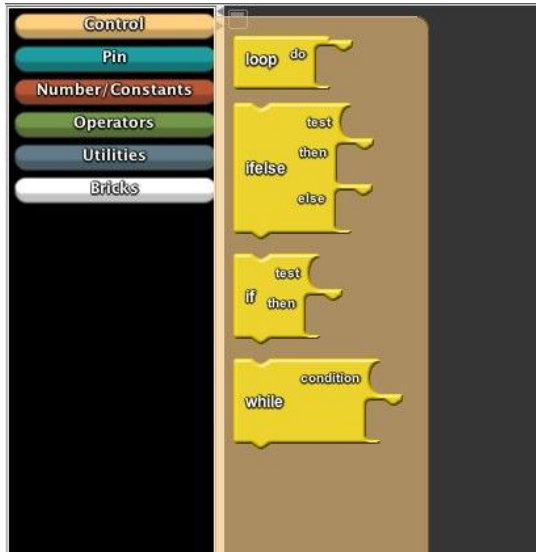 Control
Pin
Number/Constants
Operators
Utilities
Bricks
loop do
test
then
ifelse
else
test
if then
condition
while